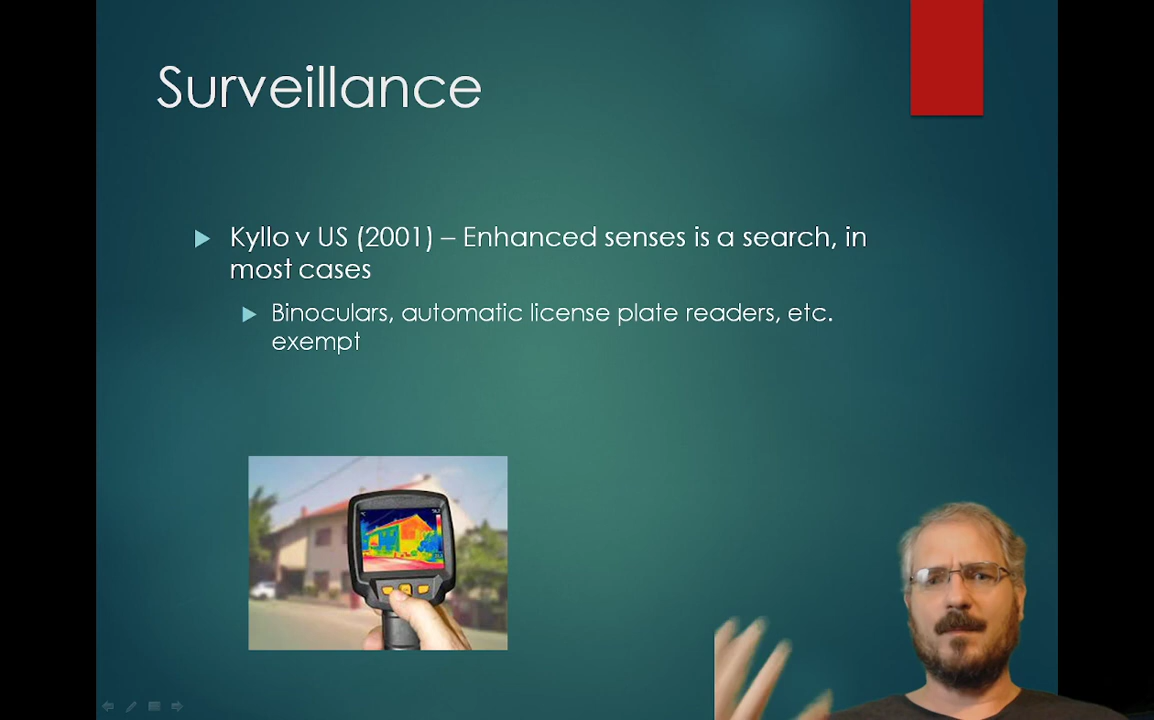 Surveillance
Kyllo v US (2001) – Enhanced senses is a search, in
most cases
Binoculars, automatic license plate readers, etc.
exempt